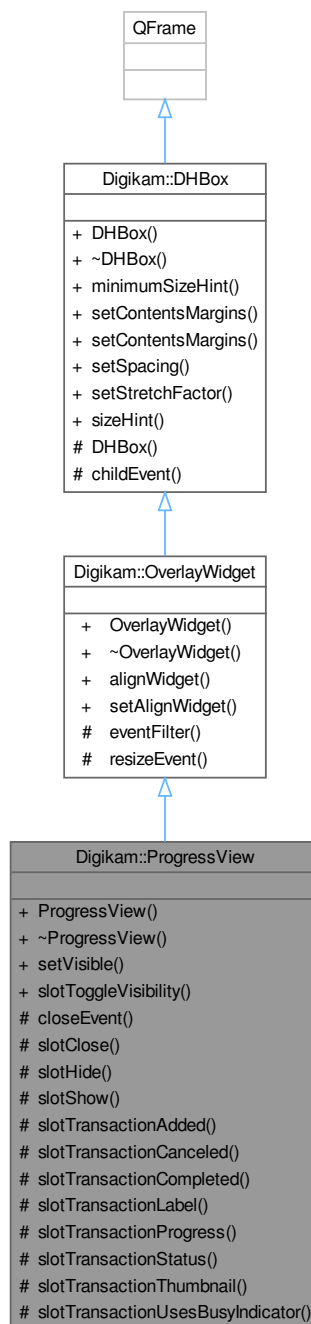 QFrame
Digikam::DHBox
+ DHBox()
+ ~DHBox()
+ minimumSizeHint()
+ setContentsMargins()
+ setContentsMargins()
+ setSpacing()
+ setStretchFactor()
+ sizeHint()
# DHBox()
# childEvent()
Digikam::OverlayWidget
+ OverlayWidget()
+ ~OverlayWidget()
+ alignWidget()
+ setAlignWidget()
# eventFilter()
# resizeEvent()
Digikam::ProgressView
+ ProgressView()
+ ~ProgressView()
+ setVisible()
+ slotToggleVisibility()
# closeEvent()
# slotClose()
# slotHide()
# slotShow()
# slotTransactionAdded()
# slotTransactionCanceled()
# slotTransactionCompleted()
# slotTransactionLabel()
# slotTransactionProgress()
# slotTransactionStatus()
# slotTransactionThumbnail()
# slotTransactionUsesBusyIndicator()